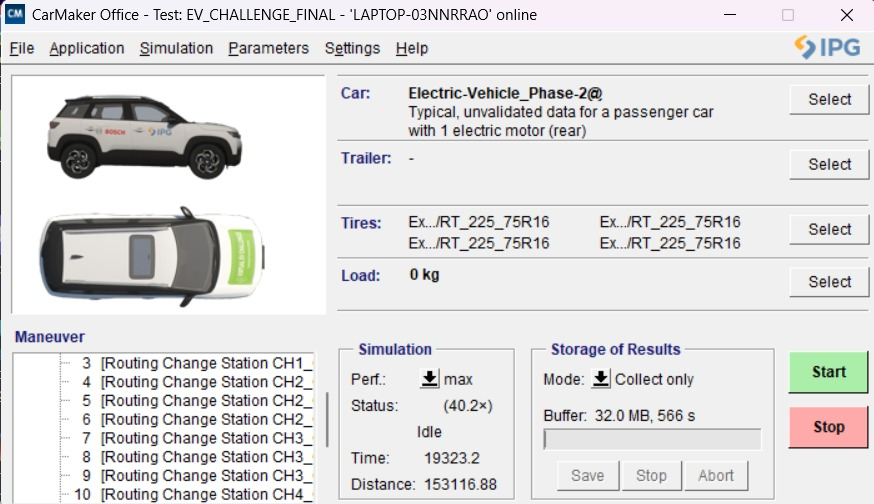 CM CarMaker Office - Test: EV_CHALLENGE_FINAL - 'LAPTOP-03NNRRAO' online
File Application Simulation Parameters Settings Help
IPG
Car: Electric-Vehicle_Phase-2@ Select
Typical, unvalidated data for a passenger car
with 1 electric motor (rear)
BOSCH IPG
Trailer: - Select
Tires: Ex.../RT_225_75R16 Ex.../RT_225_75R16 Select
Ex.../RT_225_75R16 Ex.../RT_225_75R16
Load: 0 kg Select
Maneuver
3 [Routing Change Station CH1_
4 [Routing Change Station CH2_
5 [Routing Change Station CH2_
6 [Routing Change Station CH2_
7 [Routing Change Station CH3_
8 [Routing Change Station CH3_
9 [Routing Change Station CH3_
10 [Routing Change Station CH4_
Simulation
Perf.: max
Status: (40.2×)
Idle
Time: 19323.2
Distance: 153116.88
Storage of Results
Mode: Collect only
Buffer: 32.0 MB, 566 s
Save Stop Abort
Start
Stop